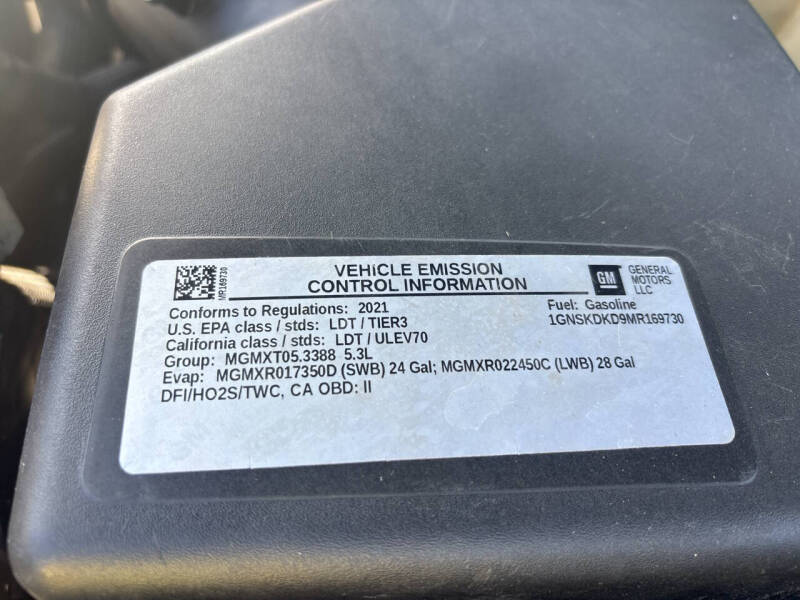 MR169730
VEHICLE EMISSION
CONTROL INFORMATION
GM
GENERAL
MOTORS
LLC
Conforms to Regulations: 2021
Fuel: Gasoline
U.S. EPA class / stds: LDT / TIER3
1GNSKDKD9MR169730
California class / stds: LDT / ULEV70
Group: MGMXT05.3388 5.3L
Evap: MGMXR017350D (SWB) 24 Gal; MGMXR022450C (LWB) 28 Gal
DFI/HO2S/TWC, CA OBD: II